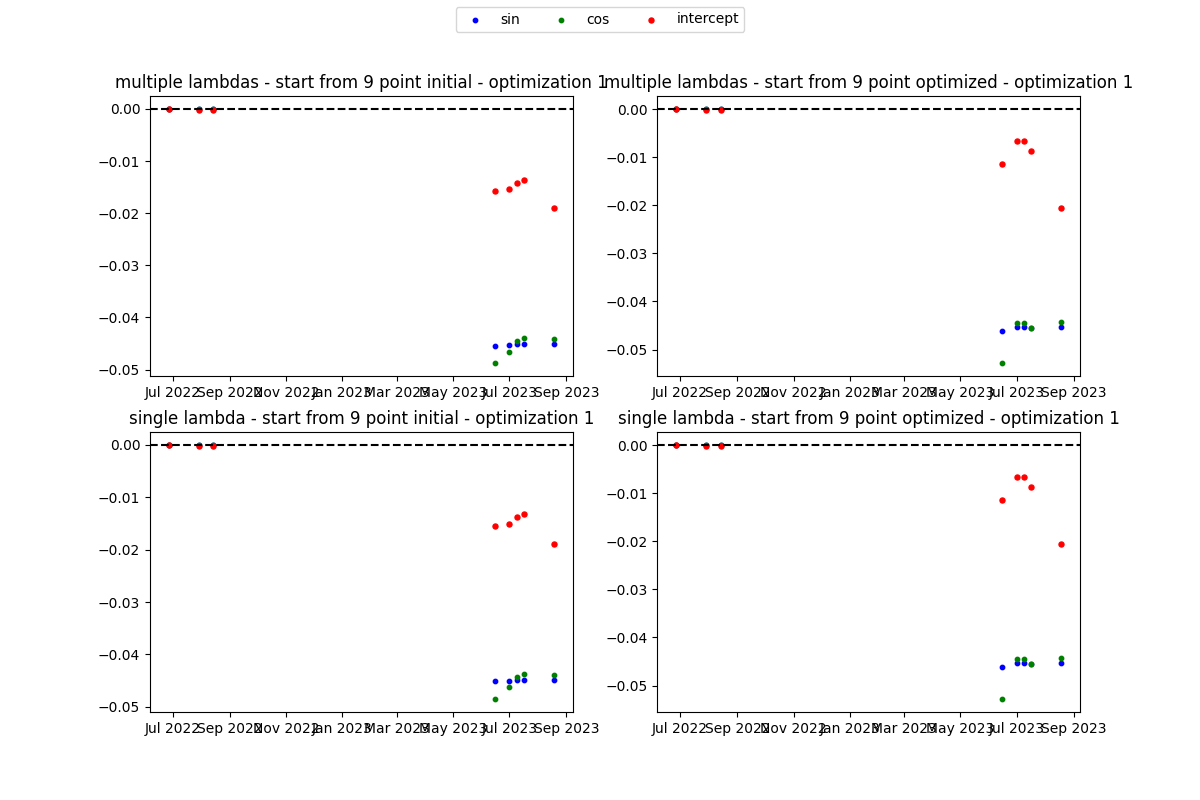 sin cos intercept
multiple lambdas - start from 9 point initial - optimization 1
multiple lambdas - start from 9 point optimized - optimization 1
0.00
−0.01
−0.02
−0.03
−0.04
−0.05
Jul 2022 Sep 2022 Nov 2022 Jan 2023 Mar 2023 May 2023 Jul 2023 Sep 2023
0.00
−0.01
−0.02
−0.03
−0.04
−0.05
Jul 2022 Sep 2022 Nov 2022 Jan 2023 Mar 2023 May 2023 Jul 2023 Sep 2023
single lambda - start from 9 point initial - optimization 1
single lambda - start from 9 point optimized - optimization 1
0.00
−0.01
−0.02
−0.03
−0.04
−0.05
Jul 2022 Sep 2022 Nov 2022 Jan 2023 Mar 2023 May 2023 Jul 2023 Sep 2023
0.00
−0.01
−0.02
−0.03
−0.04
−0.05
Jul 2022 Sep 2022 Nov 2022 Jan 2023 Mar 2023 May 2023 Jul 2023 Sep 2023